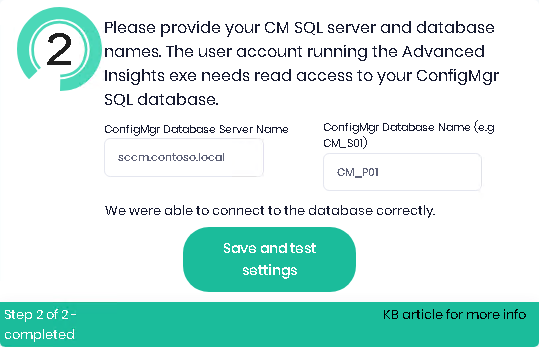 2
Please provide your CM SQL server and database
names. The user account running the Advanced
Insights exe needs read access to your ConfigMgr
SQL database.
ConfigMgr Database Server Name
sccm.contoso.local
ConfigMgr Database Name (e.g
CM_S01)
CM_P01
We were able to connect to the database correctly.
Save and test
settings
Step 2 of 2 -
completed
KB article for more info